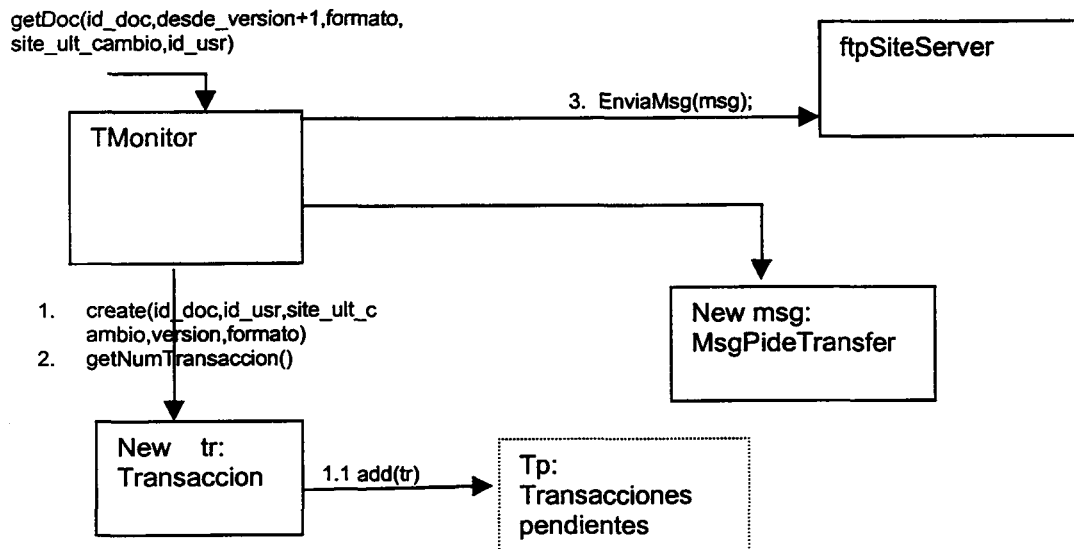 getDoc(id_doc,desde_version+1,formato,
site_ult_cambio,id_usr)
ftpSiteServer
3. EnviaMsg(msg);
TMonitor
1. create(id_doc,id_usr,site_ult_c
ambio,version,formato)
2. getNumTransaccion()
New msg:
MsgPideTransfer
New tr:
Transaccion
1.1 add(tr)
Tp:
Transacciones
pendientes